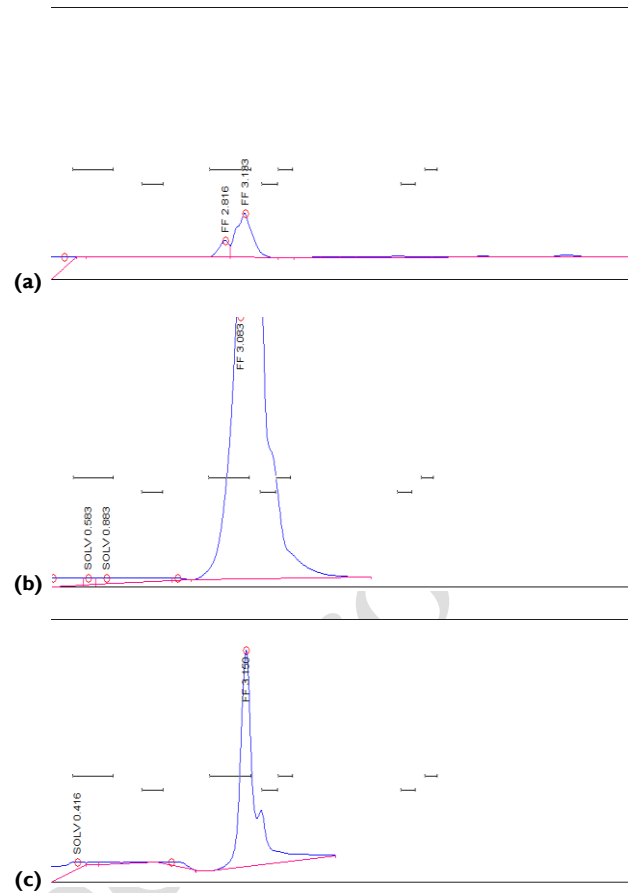 FF 2.816
FF 3.183
(a)
SOLV 0.583
SOLV 0.883
FF 3.083
(b)
SOLV 0.416
FF 3.150
(c)